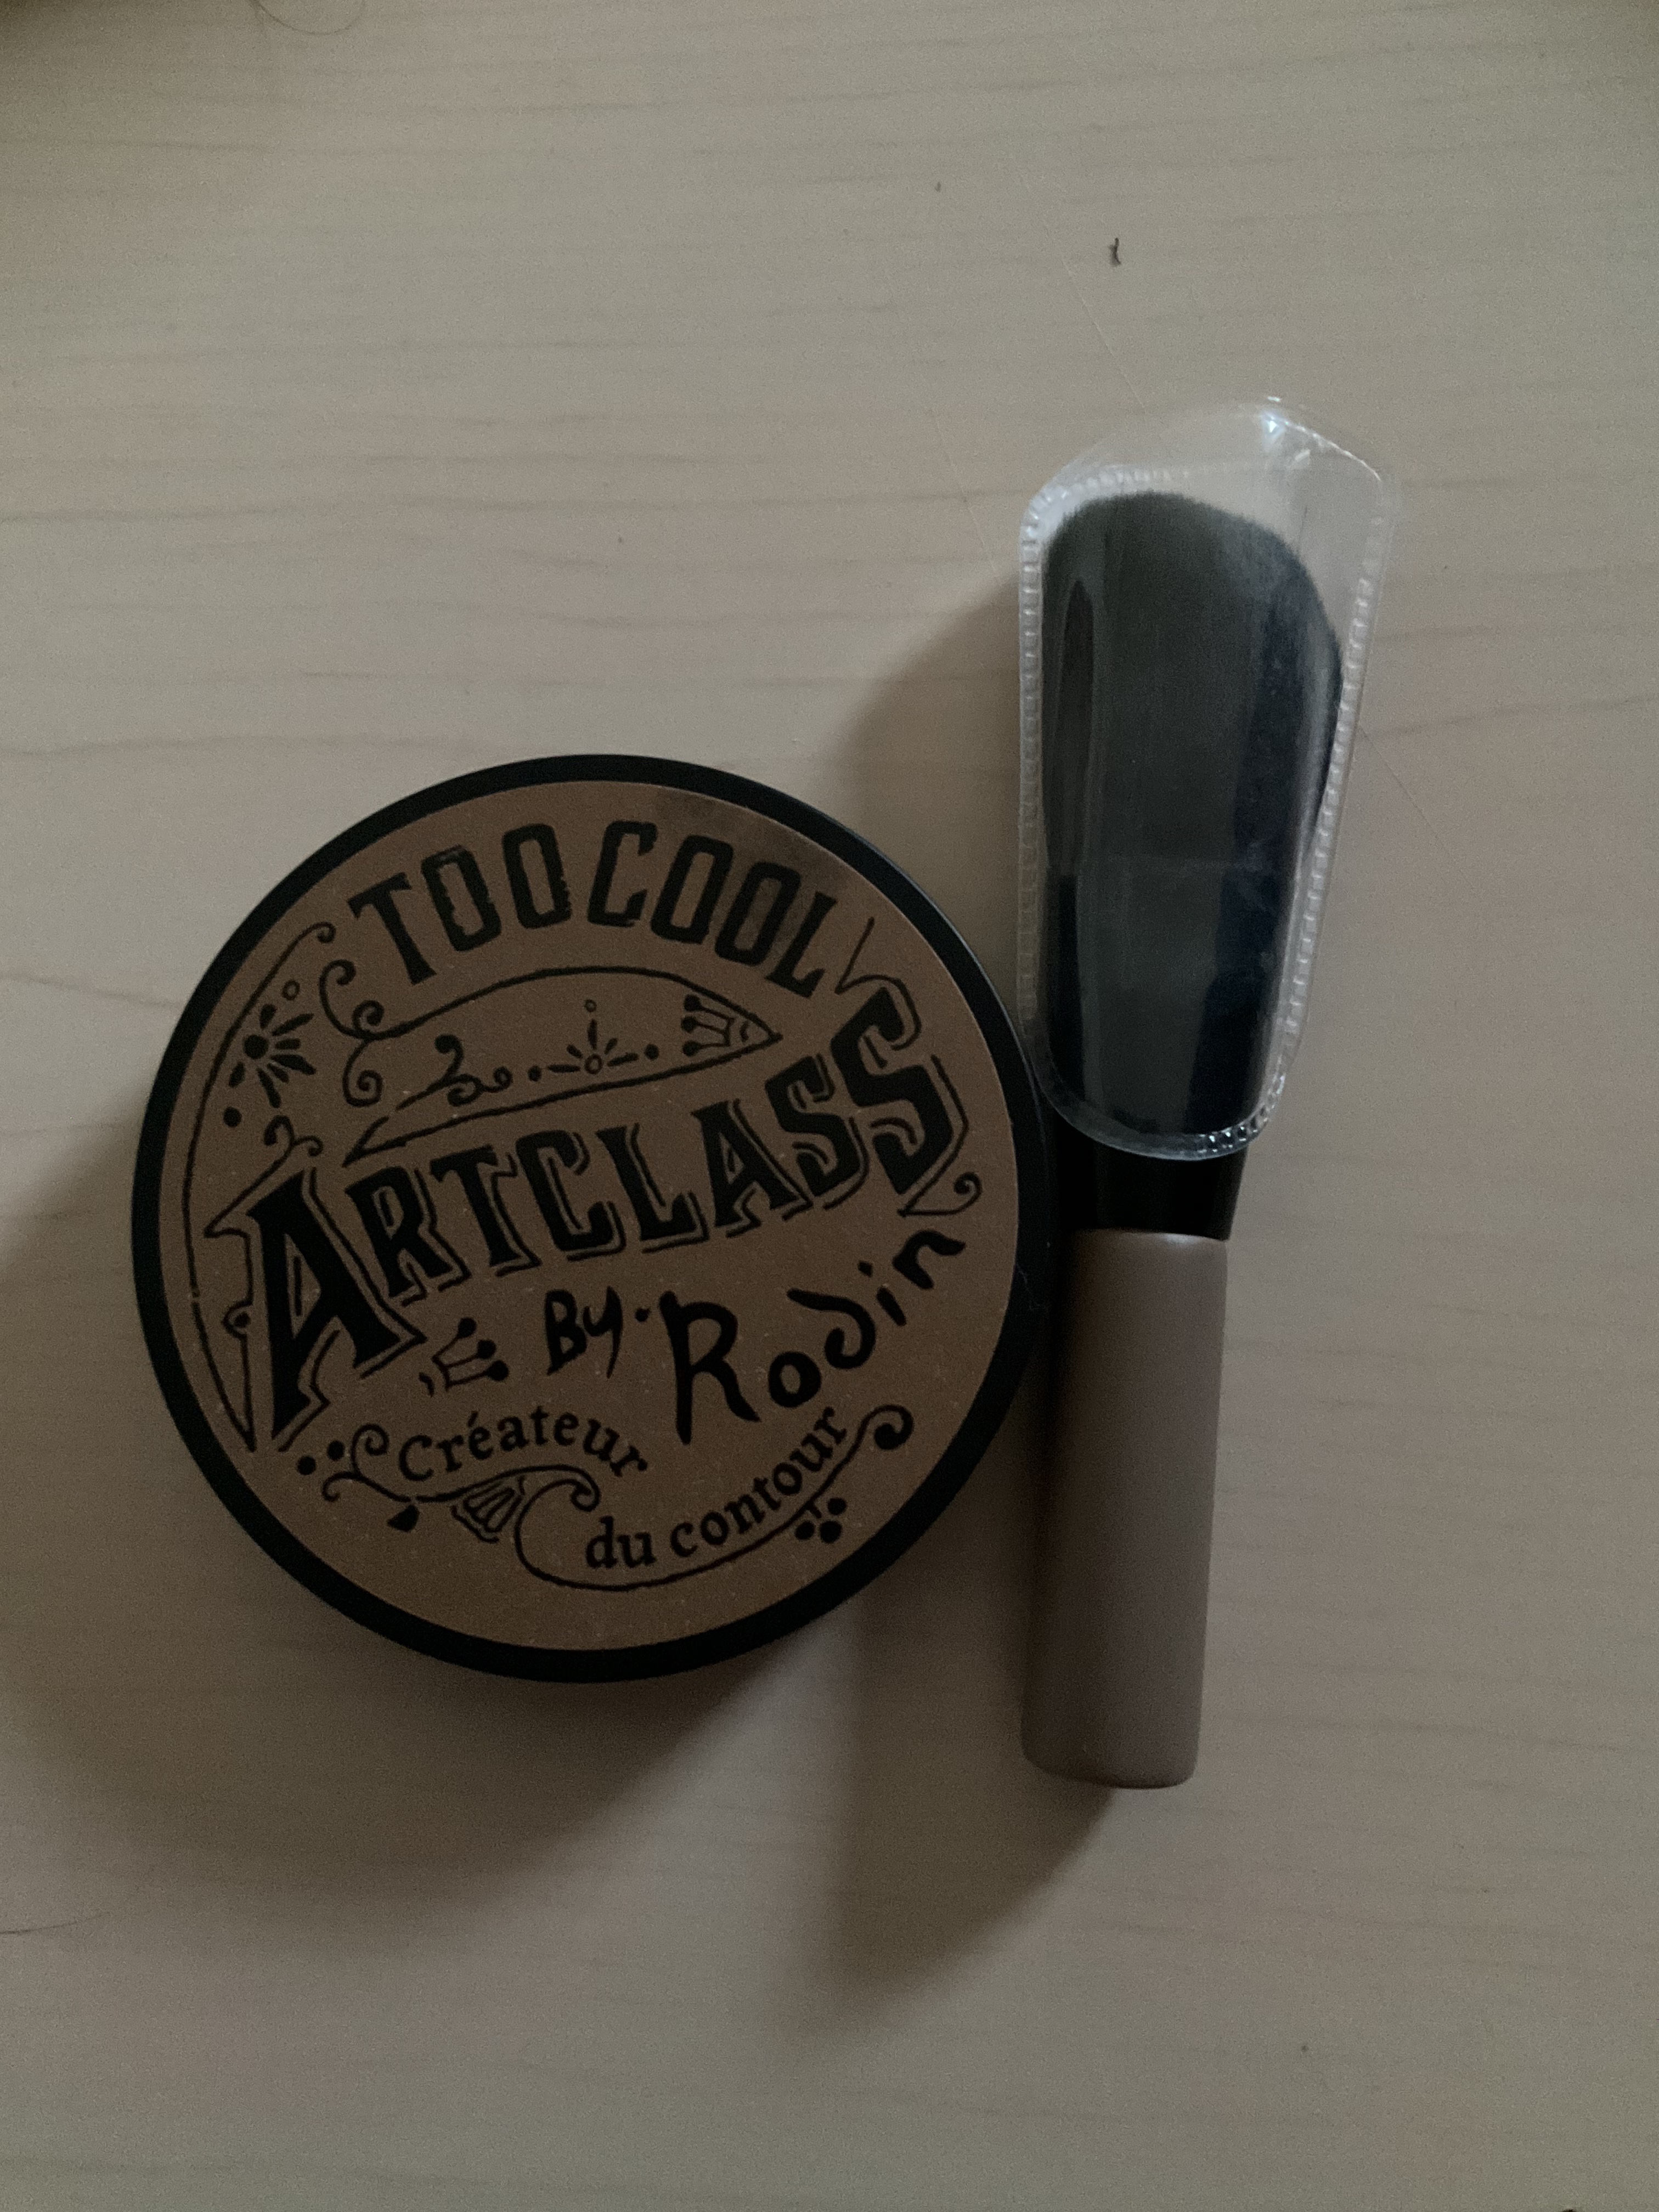 TOO COOL
ARTCLASS
By. Rodin
Créateur
du contour